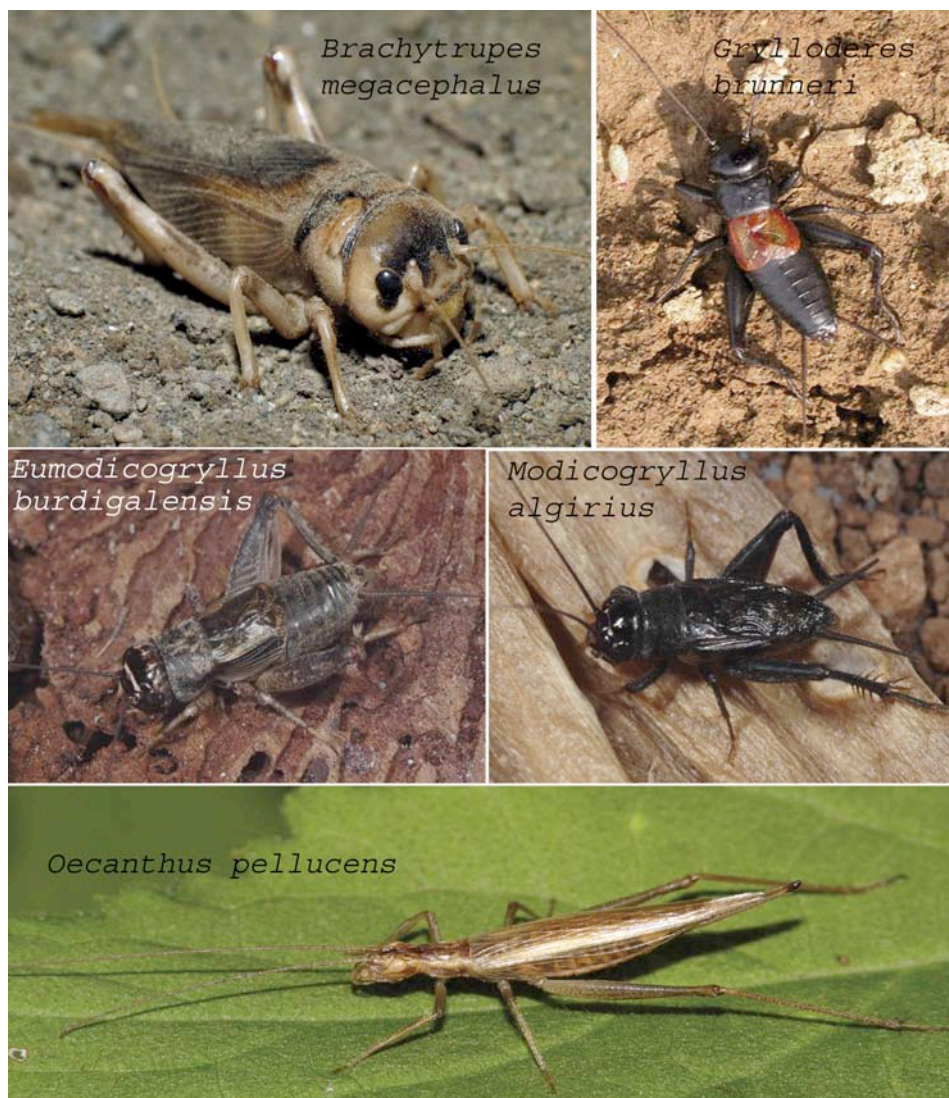 Brachytrupes
megacephalus
Grylloderes
brunneri
Eumodicogryllus
burdigalensis
Modicogryllus
algirius
Oecanthus pellucens